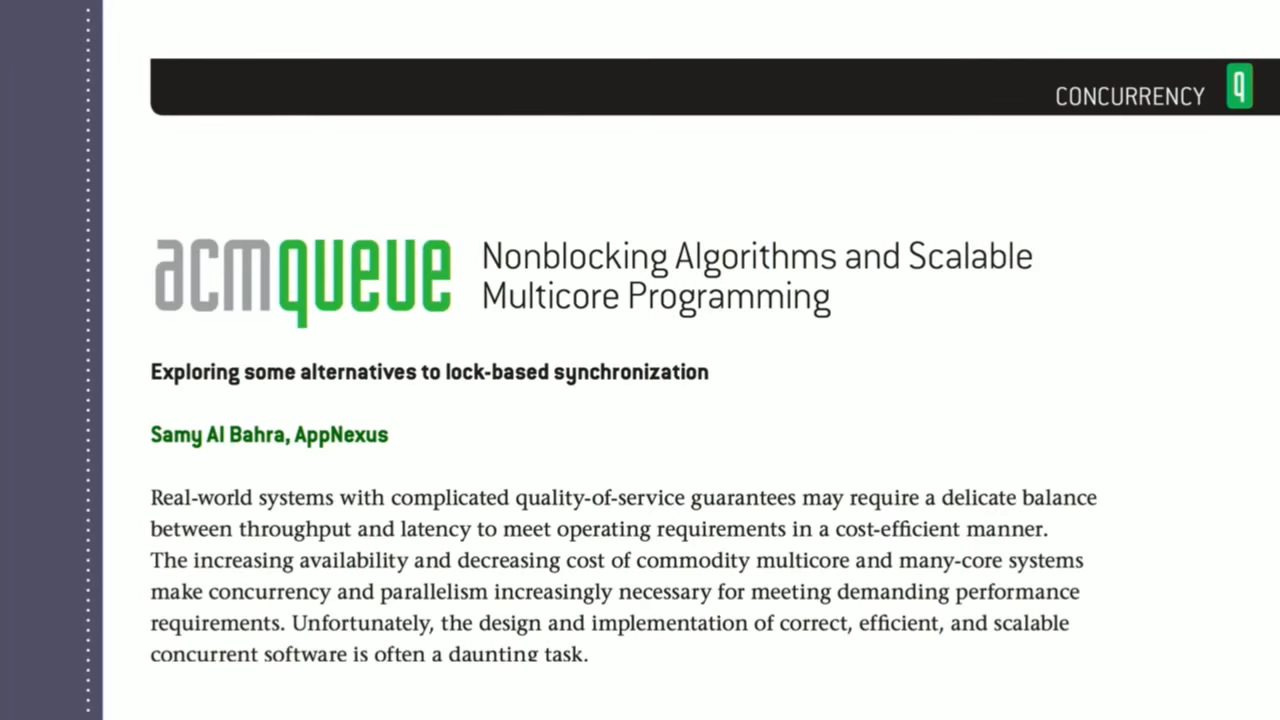 CONCURRENCY q
acmqueue
Nonblocking Algorithms and Scalable
Multicore Programming
Exploring some alternatives to lock-based synchronization
Samy Al Bahra, AppNexus
Real-world systems with complicated quality-of-service guarantees may require a delicate balance
between throughput and latency to meet operating requirements in a cost-efficient manner.
The increasing availability and decreasing cost of commodity multicore and many-core systems
make concurrency and parallelism increasingly necessary for meeting demanding performance
requirements. Unfortunately, the design and implementation of correct, efficient, and scalable
concurrent software is often a daunting task.